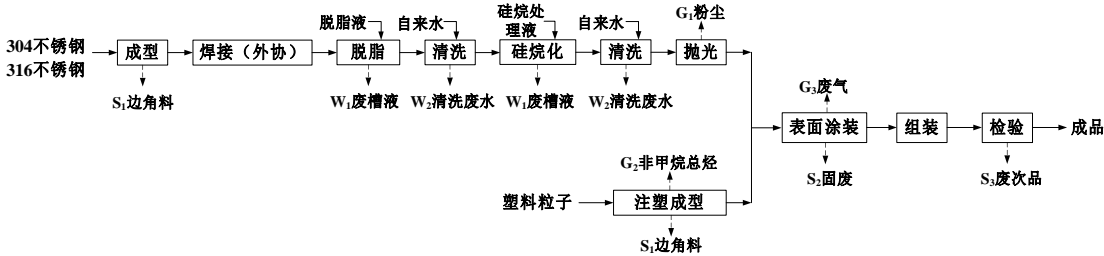 G₁粉尘
脱脂液
自来水
硅烷处
理液
自来水
304不锈钢
316不锈钢
成型
焊接（外协）
脱脂
清洗
硅烷化
清洗
抛光
S₁边角料
W₁废槽液
W₂清洗废水
W₁废槽液
W₂清洗废水
G₃废气
表面涂装
组装
检验
成品
S₂固废
S₃废次品
G₂非甲烷总烃
塑料粒子
注塑成型
S₁边角料